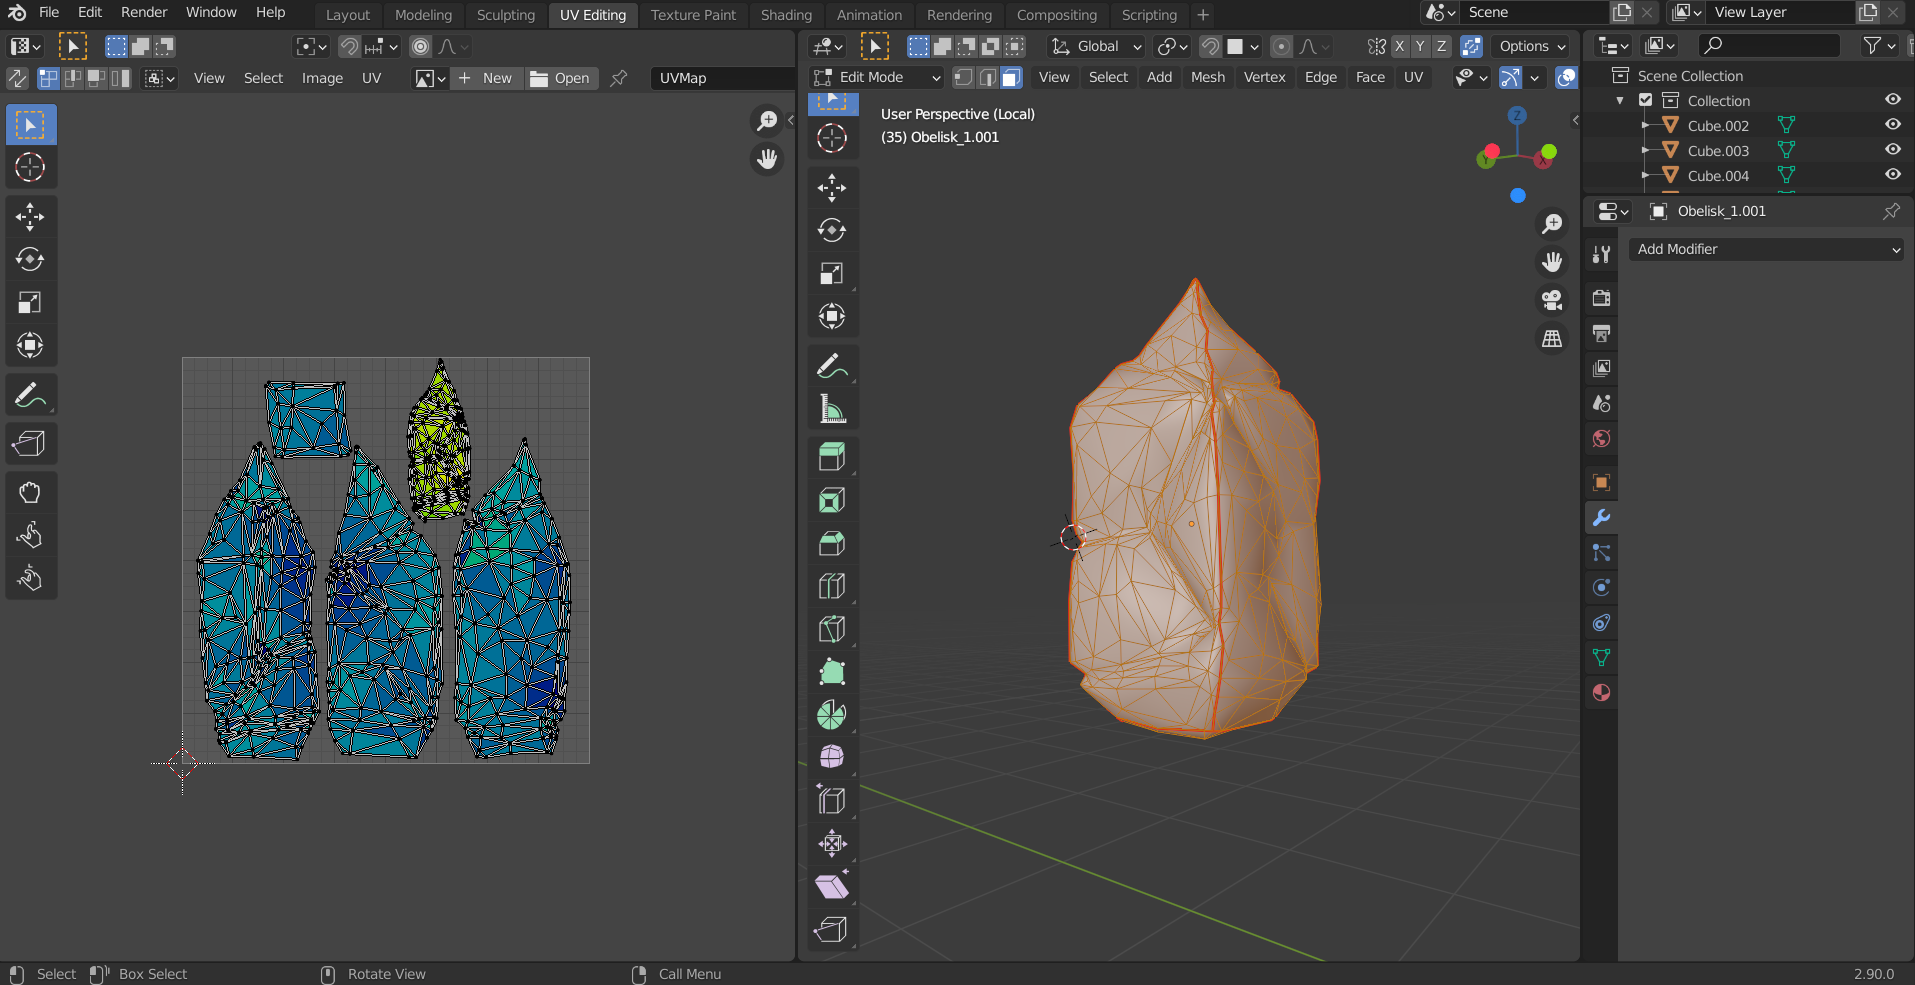 File Edit Render Window Help Layout Modeling Sculpting UV Editing Texture Paint Shading Animation Rendering Compositing Scripting + Scene View Layer
Global X Y Z Options
View Select Image UV New Open UVMap Edit Mode View Select Add Mesh Vertex Edge Face UV
Scene Collection
Collection
Cube.002
Cube.003
Cube.004
User Perspective (Local)
(35) Obelisk_1.001
Z
Y
X
Obelisk_1.001
Add Modifier
Select Box Select Rotate View Call Menu 2.90.0